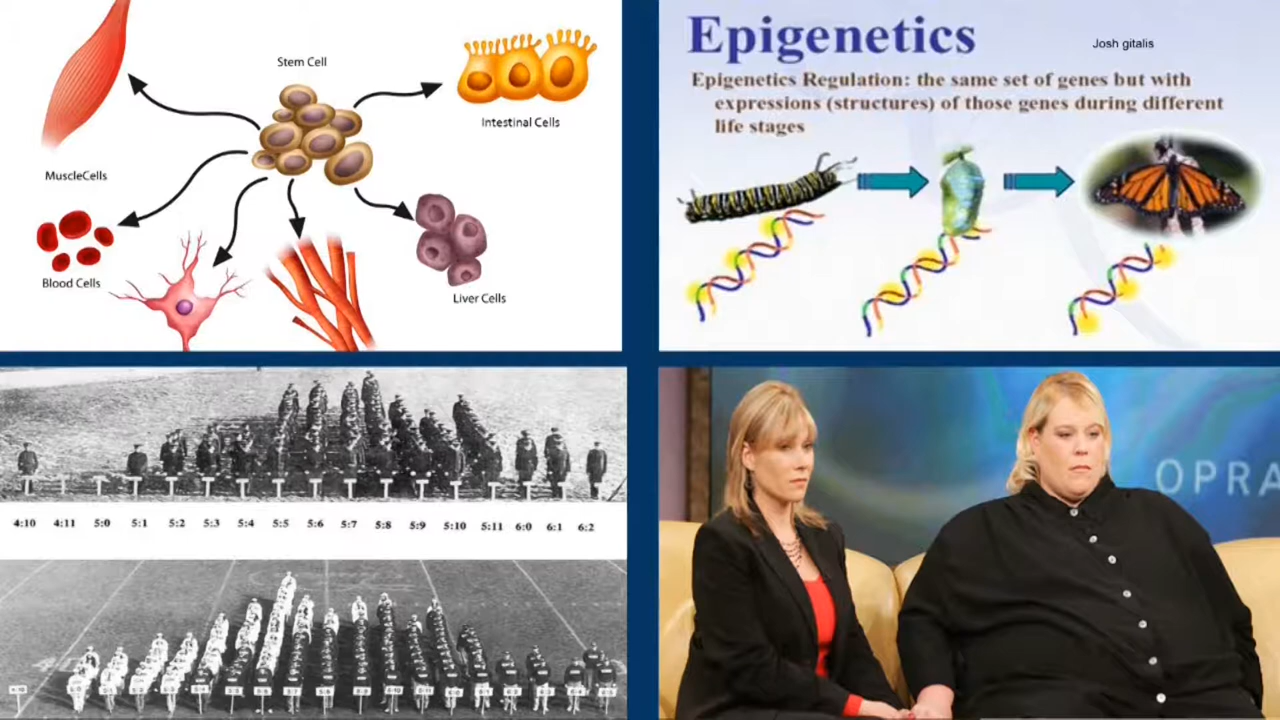 Stem Cell
Intestinal Cells
MuscleCells
Blood Cells
Liver Cells
Epigenetics
Josh gitalis
Epigenetics Regulation: the same set of genes but with
expressions (structures) of those genes during different
life stages
4:10 4:11 5:0 5:1 5:2 5:3 5:4 5:5 5:6 5:7 5:8 5:9 5:10 5:11 6:0 6:1 6:2
OPRA